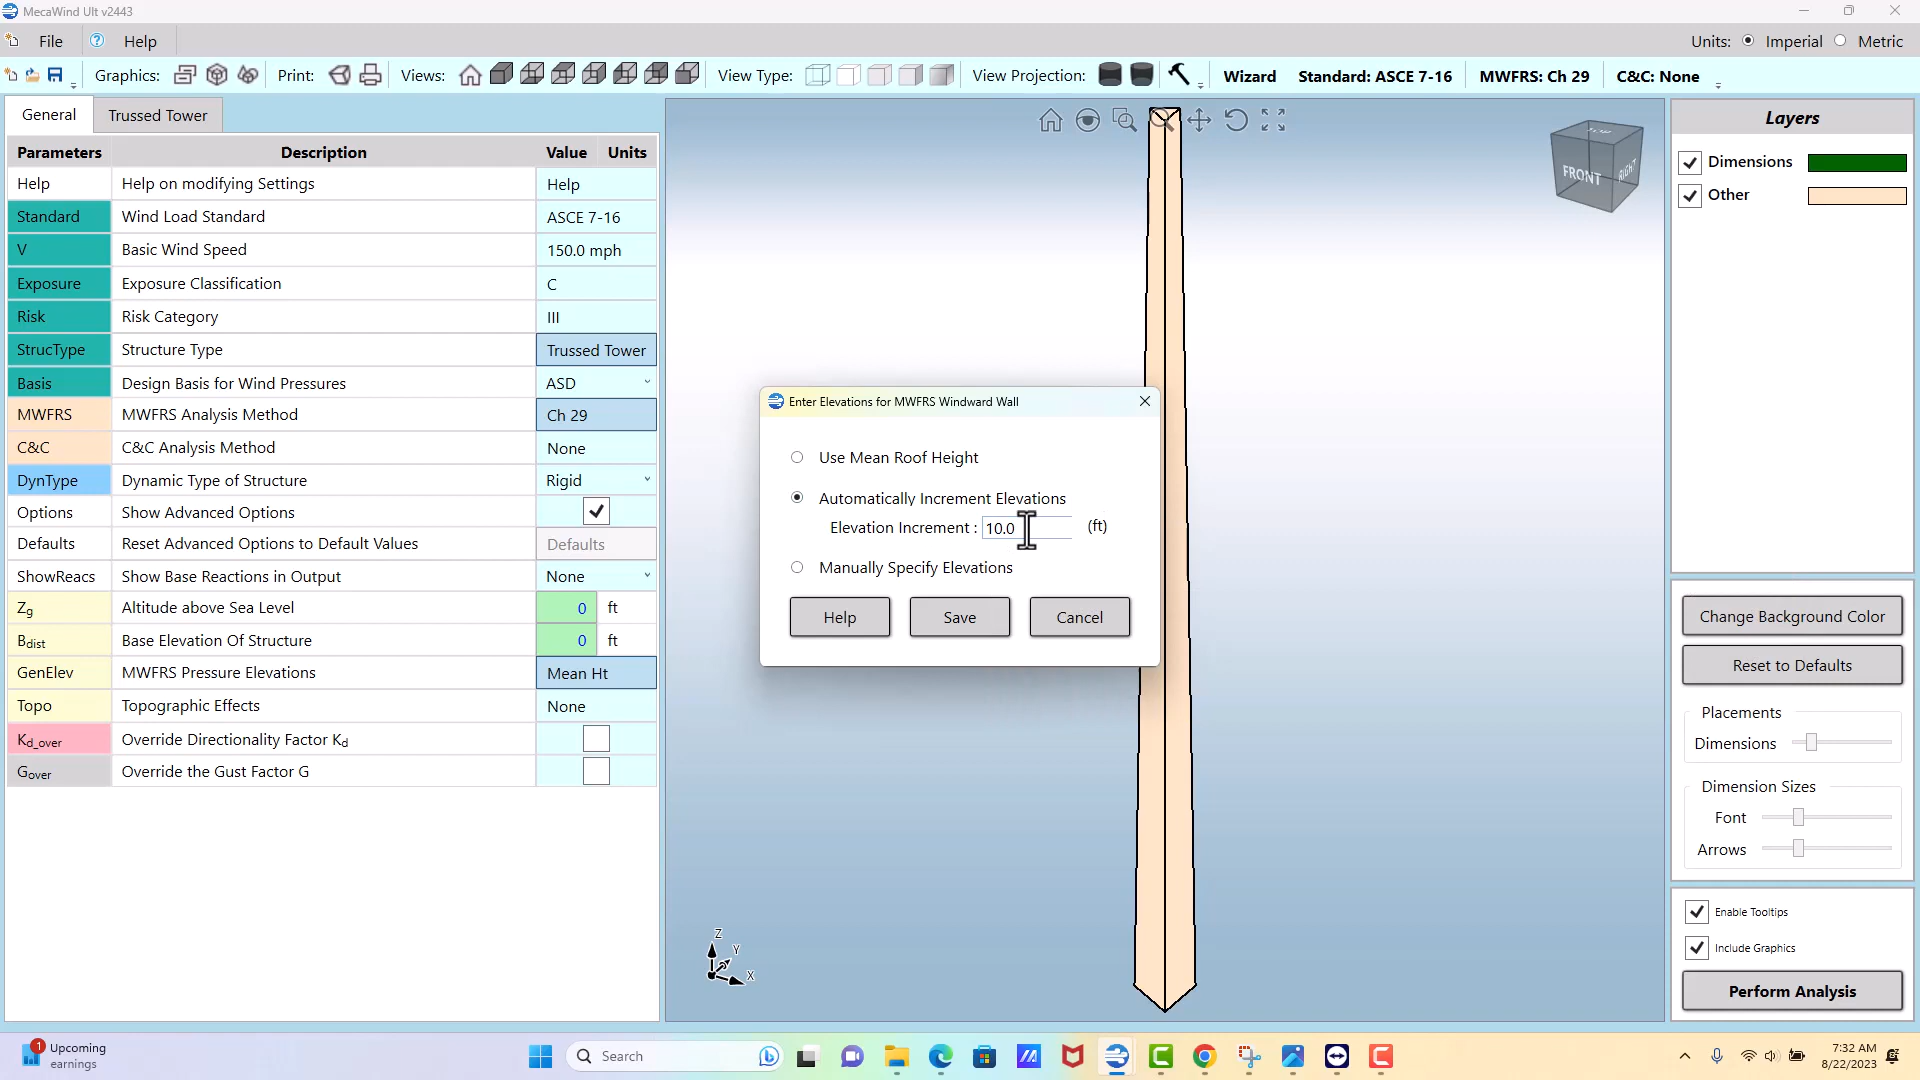 MecaWind Ult v2443
File Help Units: Imperial Metric
Graphics: Print: Views: View Type: View Projection: Wizard Standard: ASCE 7-16 MWFRS: Ch 29 C&C: None
General Trussed Tower
Parameters Description Value Units
Help Help on modifying Settings Help
Standard Wind Load Standard ASCE 7-16
V Basic Wind Speed 150.0 mph
Exposure Exposure Classification C
Risk Risk Category III
StrucType Structure Type Trussed Tower
Basis Design Basis for Wind Pressures ASD
MWFRS MWFRS Analysis Method Ch 29
C&C C&C Analysis Method None
DynType Dynamic Type of Structure Rigid
Options Show Advanced Options
Defaults Reset Advanced Options to Default Values Defaults
ShowReacs Show Base Reactions in Output None
Zg Altitude above Sea Level 0 ft
Bdist Base Elevation Of Structure 0 ft
GenElev MWFRS Pressure Elevations Mean Ht
Topo Topographic Effects None
Kd_over Override Directionality Factor Kd
Gover Override the Gust Factor G
TOP
FRONT RIGHT
Enter Elevations for MWFRS Windward Wall
Use Mean Roof Height
Automatically Increment Elevations
Elevation Increment : 10.0 (ft)
Manually Specify Elevations
Help Save Cancel
Z
Y
X
Layers
Dimensions
Other
Change Background Color
Reset to Defaults
Placements
Dimensions
Dimension Sizes
Font
Arrows
Enable Tooltips
Include Graphics
Perform Analysis
1 Upcoming
earnings
Search
7:32 AM
8/22/2023